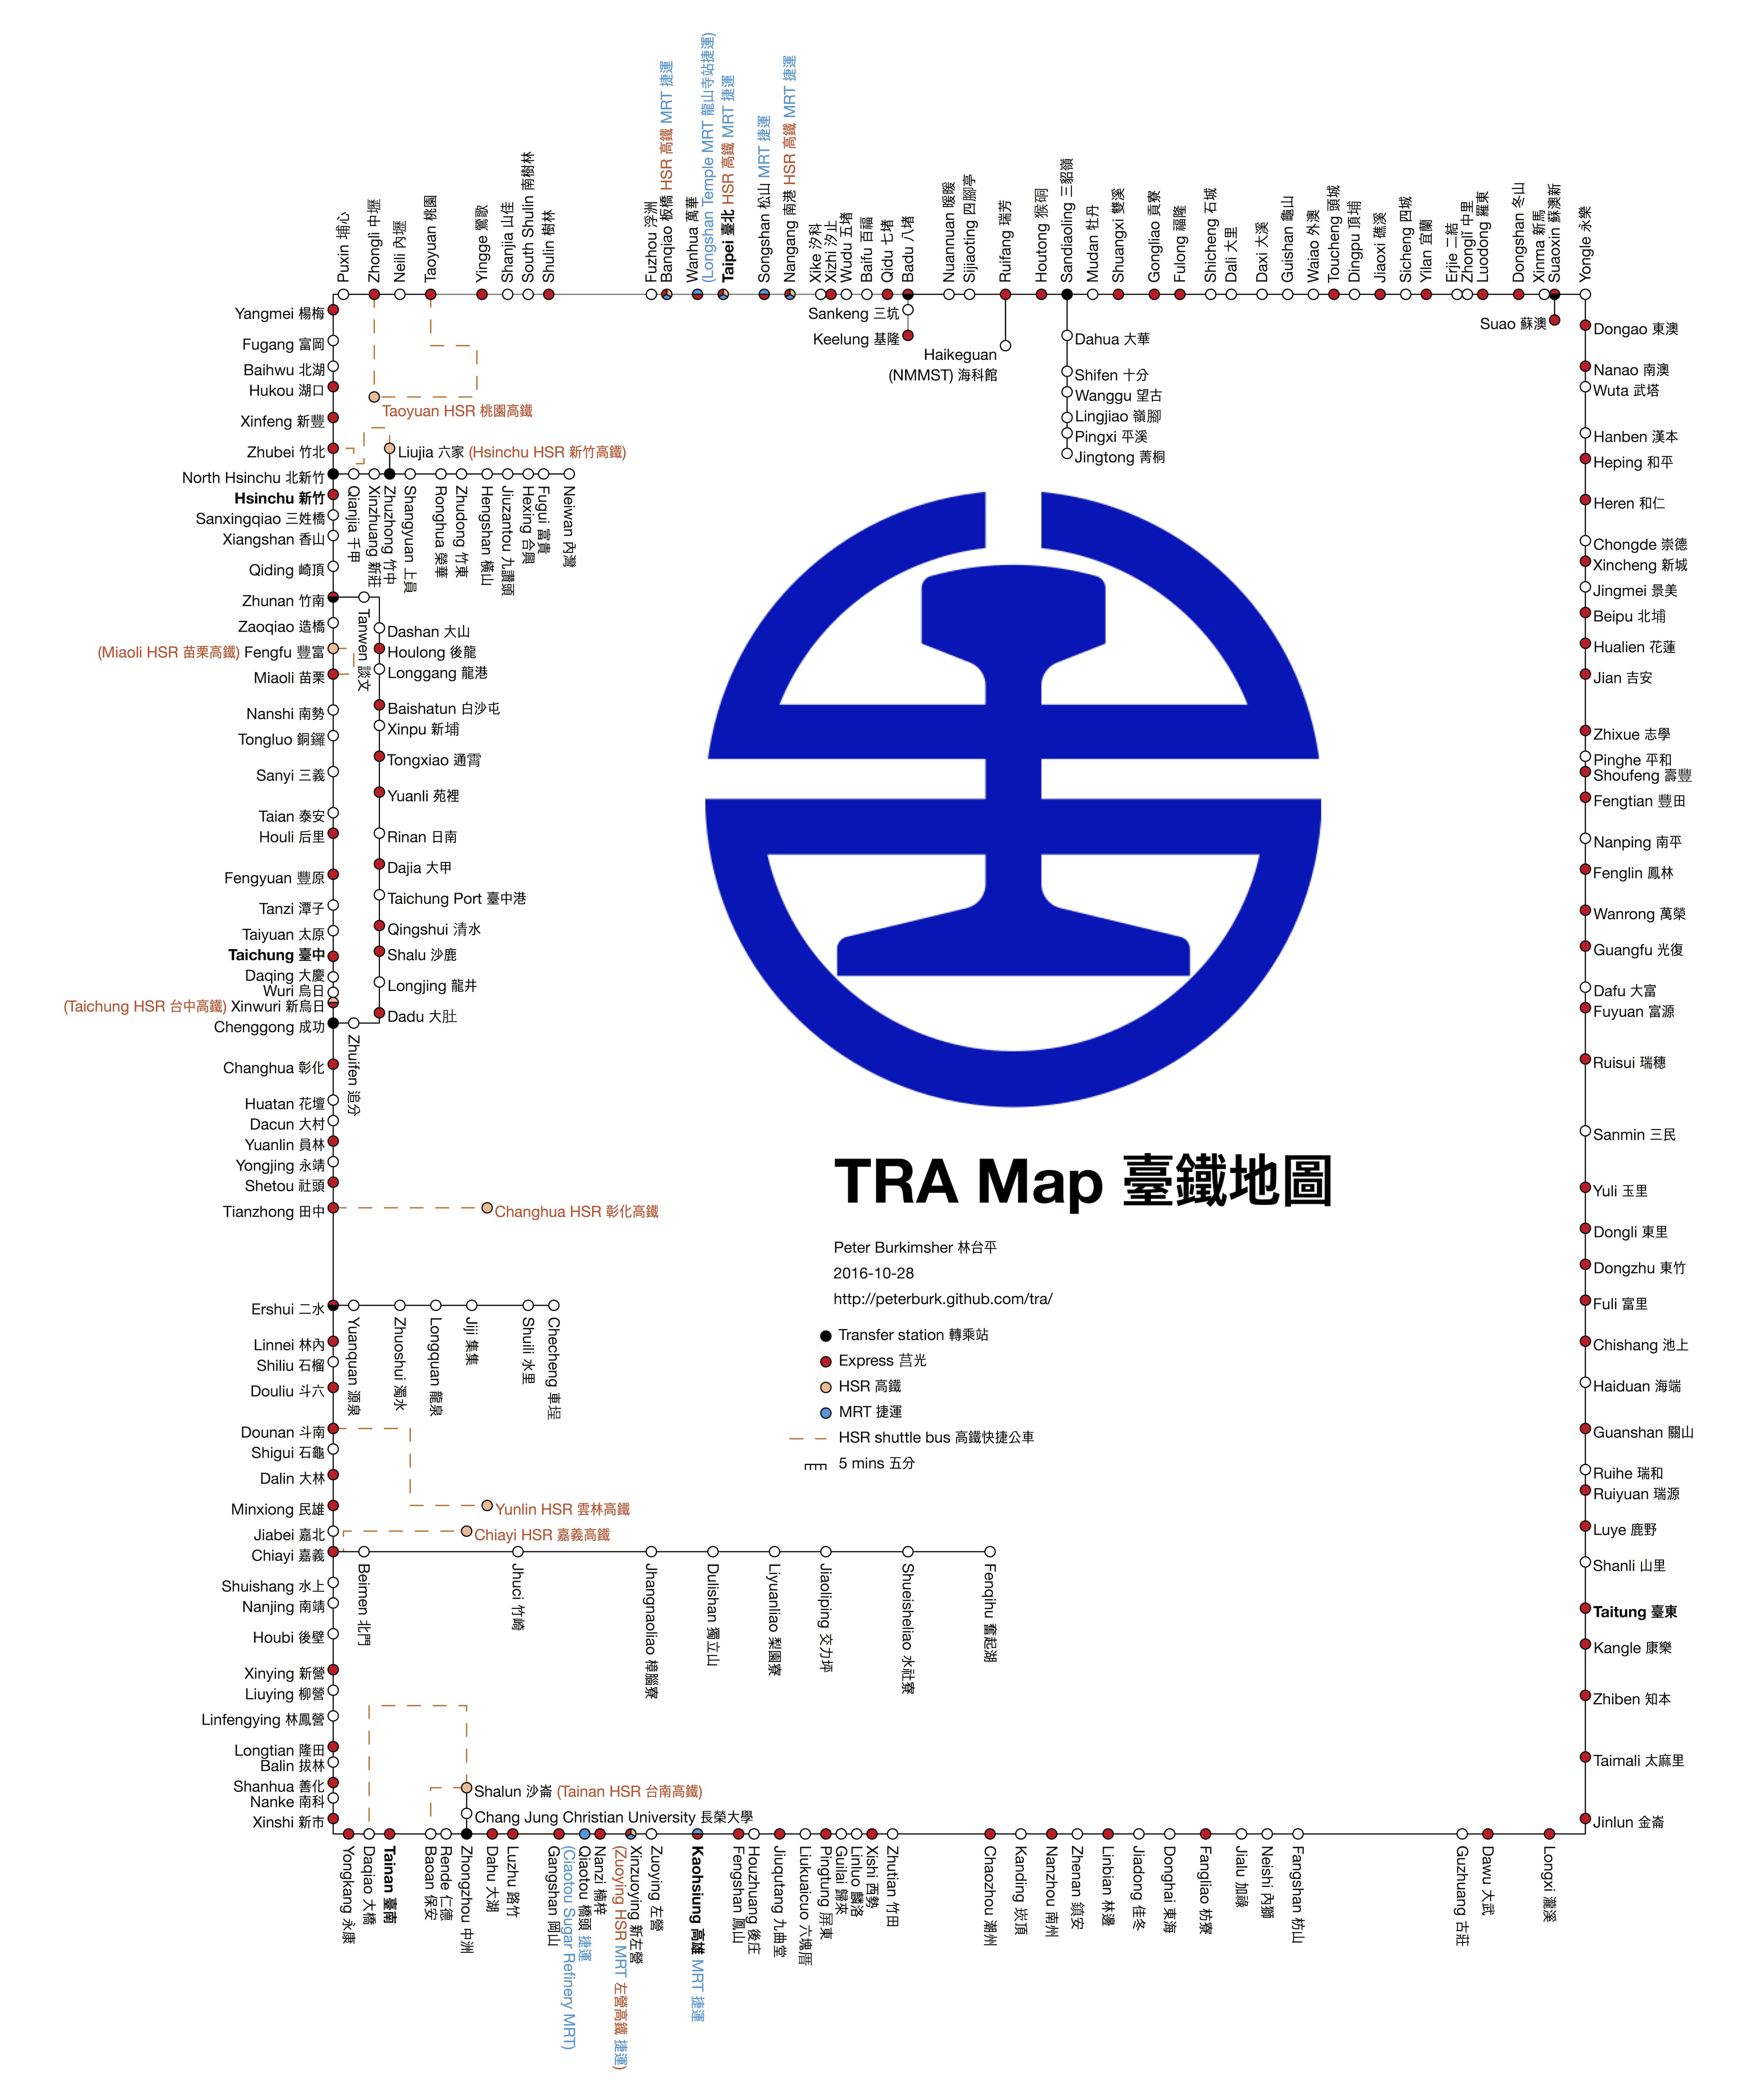 Puxin 埔心
Zhongli 中壢
Neili 內壢
Taoyuan 桃園
Yingge 鶯歌
Shanjia 山佳
South Shulin 南樹林
Shulin 樹林
Fuzhou 浮洲
Banqiao 板橋 HSR 高鐵 MRT 捷運
Wanhua 萬華
(Longshan Temple MRT 龍山寺站捷運)
Taipei 臺北 HSR 高鐵 MRT 捷運
Songshan 松山 MRT 捷運
Nangang 南港 HSR 高鐵 MRT 捷運
Xike 汐科
Xizhi 汐止
Wudu 五堵
Baifu 百福
Qidu 七堵
Badu 八堵
Nuannuan 暖暖
Sijiaoting 四腳亭
Ruifang 瑞芳
Houtong 猴硐
Sandiaoling 三貂嶺
Mudan 牡丹
Shuangxi 雙溪
Gongliao 貢寮
Fulong 福隆
Shicheng 石城
Dali 大里
Daxi 大溪
Guishan 龜山
Waiao 外澳
Toucheng 頭城
Dingpu 頂埔
Jiaoxi 礁溪
Sicheng 四城
Yilan 宜蘭
Erjie 二結
Zhongli 中里
Luodong 羅東
Dongshan 冬山
Xinma 新馬
Suaoxin 蘇澳新
Yongle 永樂
Sankeng 三坑
Keelung 基隆
Haikeguan
(NMMST) 海科館
Dahua 大華
Shifen 十分
Wanggu 望古
Lingjiao 嶺腳
Pingxi 平溪
Jingtong 菁桐
Suao 蘇澳
Yangmei 楊梅
Fugang 富岡
Baihwu 北湖
Hukou 湖口
Xinfeng 新豐
Zhubei 竹北
North Hsinchu 北新竹
Hsinchu 新竹
Sanxingqiao 三姓橋
Xiangshan 香山
Qiding 崎頂
Zhunan 竹南
Zaoqiao 造橋
(Miaoli HSR 苗栗高鐵) Fengfu 豐富
Miaoli 苗栗
Nanshi 南勢
Tongluo 銅鑼
Sanyi 三義
Taian 泰安
Houli 后里
Fengyuan 豐原
Tanzi 潭子
Taiyuan 太原
Taichung 臺中
Daqing 大慶
Wuri 烏日
(Taichung HSR 台中高鐵) Xinwuri 新烏日
Chenggong 成功
Changhua 彰化
Huatan 花壇
Dacun 大村
Yuanlin 員林
Yongjing 永靖
Shetou 社頭
Tianzhong 田中
Ershui 二水
Linnei 林內
Shiliu 石榴
Douliu 斗六
Dounan 斗南
Shigui 石龜
Dalin 大林
Minxiong 民雄
Jiabei 嘉北
Chiayi 嘉義
Shuishang 水上
Nanjing 南靖
Houbi 後壁
Xinying 新營
Liuying 柳營
Linfengying 林鳳營
Longtian 隆田
Balin 拔林
Shanhua 善化
Nanke 南科
Xinshi 新市
Taoyuan HSR 桃園高鐵
Liujia 六家 (Hsinchu HSR 新竹高鐵)
Qianjia 千甲
Xinzhuang 新莊
Zhuzhong 竹中
Shangyuan 上員
Ronghua 榮華
Zhudong 竹東
Hengshan 橫山
Jiuzantou 九讚頭
Hexing 合興
Fugui 富貴
Neiwan 內灣
Tanwen 談文
Dashan 大山
Houlong 後龍
Longgang 龍港
Baishatun 白沙屯
Xinpu 新埔
Tongxiao 通霄
Yuanli 苑裡
Rinan 日南
Dajia 大甲
Taichung Port 臺中港
Qingshui 清水
Shalu 沙鹿
Longjing 龍井
Dadu 大肚
Zhuifen 追分
Changhua HSR 彰化高鐵
Yuanquan 源泉
Zhuoshui 濁水
Longquan 龍泉
Jiji 集集
Shuili 水里
Checheng 車埕
Yunlin HSR 雲林高鐵
Chiayi HSR 嘉義高鐵
Beimen 北門
Jhuci 竹崎
Jhangnaoliao 樟腦寮
Dulishan 獨立山
Liyuanliao 梨園寮
Jiaoliping 交力坪
Shueisheliao 水社寮
Fenqihu 奮起湖
Shalun 沙崙 (Tainan HSR 台南高鐵)
Chang Jung Christian University 長榮大學
TRA Map 臺鐵地圖
Peter Burkimsher 林台平
2016-10-28
http://peterburk.github.com/tra/
Transfer station 轉乘站
Express 莒光
HSR 高鐵
MRT 捷運
HSR shuttle bus 高鐵快捷公車
5 mins 五分
Dongao 東澳
Nanao 南澳
Wuta 武塔
Hanben 漢本
Heping 和平
Heren 和仁
Chongde 崇德
Xincheng 新城
Jingmei 景美
Beipu 北埔
Hualien 花蓮
Jian 吉安
Zhixue 志學
Pinghe 平和
Shoufeng 壽豐
Fengtian 豐田
Nanping 南平
Fenglin 鳳林
Wanrong 萬榮
Guangfu 光復
Dafu 大富
Fuyuan 富源
Ruisui 瑞穗
Sanmin 三民
Yuli 玉里
Dongli 東里
Dongzhu 東竹
Fuli 富里
Chishang 池上
Haiduan 海端
Guanshan 關山
Ruihe 瑞和
Ruiyuan 瑞源
Luye 鹿野
Shanli 山里
Taitung 臺東
Kangle 康樂
Zhiben 知本
Taimali 太麻里
Jinlun 金崙
Yongkang 永康
Daqiao 大橋
Tainan 臺南
Baoan 保安
Rende 仁德
Zhongzhou 中洲
Dahu 大湖
Luzhu 路竹
Gangshan 岡山
(Ciaotou Sugar Refinery MRT)
Qiaotou 橋頭 捷運
Nanzi 楠梓
(Zuoying HSR MRT 左營高鐵 捷運)
Xinzuoying 新左營
Zuoying 左營
Kaohsiung 高雄 MRT 捷運
Fengshan 鳳山
Houzhuang 後庄
Jiuqutang 九曲堂
Liukuaicuo 六塊厝
Pingtung 屏東
Guilai 歸來
Linluo 麟洛
Xishi 西勢
Zhutian 竹田
Chaozhou 潮州
Kanding 崁頂
Nanzhou 南州
Zhenan 鎮安
Linbian 林邊
Jiadong 佳冬
Donghai 東海
Fangliao 枋寮
Jialu 加祿
Neishi 內獅
Fangshan 枋山
Guzhuang 古莊
Dawu 大武
Longxi 瀧溪